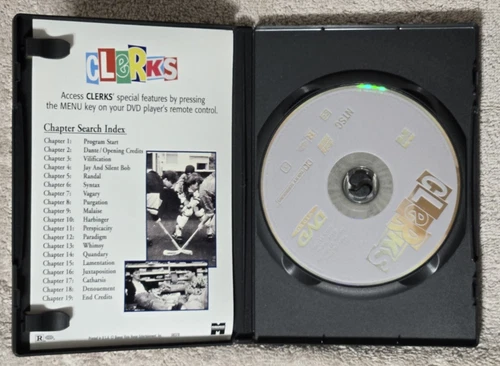 CLERKS
Access CLERKS' special features by pressing
the MENU key on your DVD player's remote control.
Chapter Search Index
Chapter 1: Program Start
Chapter 2: Dante/Opening Credits
Chapter 3: Vilification
Chapter 4: Jay And Silent Bob
Chapter 5: Randal
Chapter 6: Syntax
Chapter 7: Vagary
Chapter 8: Purgation
Chapter 9: Malaise
Chapter 10: Harbinger
Chapter 11: Perspicacity
Chapter 12: Paradigm
Chapter 13: Whimsy
Chapter 14: Quandary
Chapter 15: Lamentation
Chapter 16: Juxtaposition
Chapter 17: Catharsis
Chapter 18: Denouement
Chapter 19: End Credits
R
CLERKS
DVD